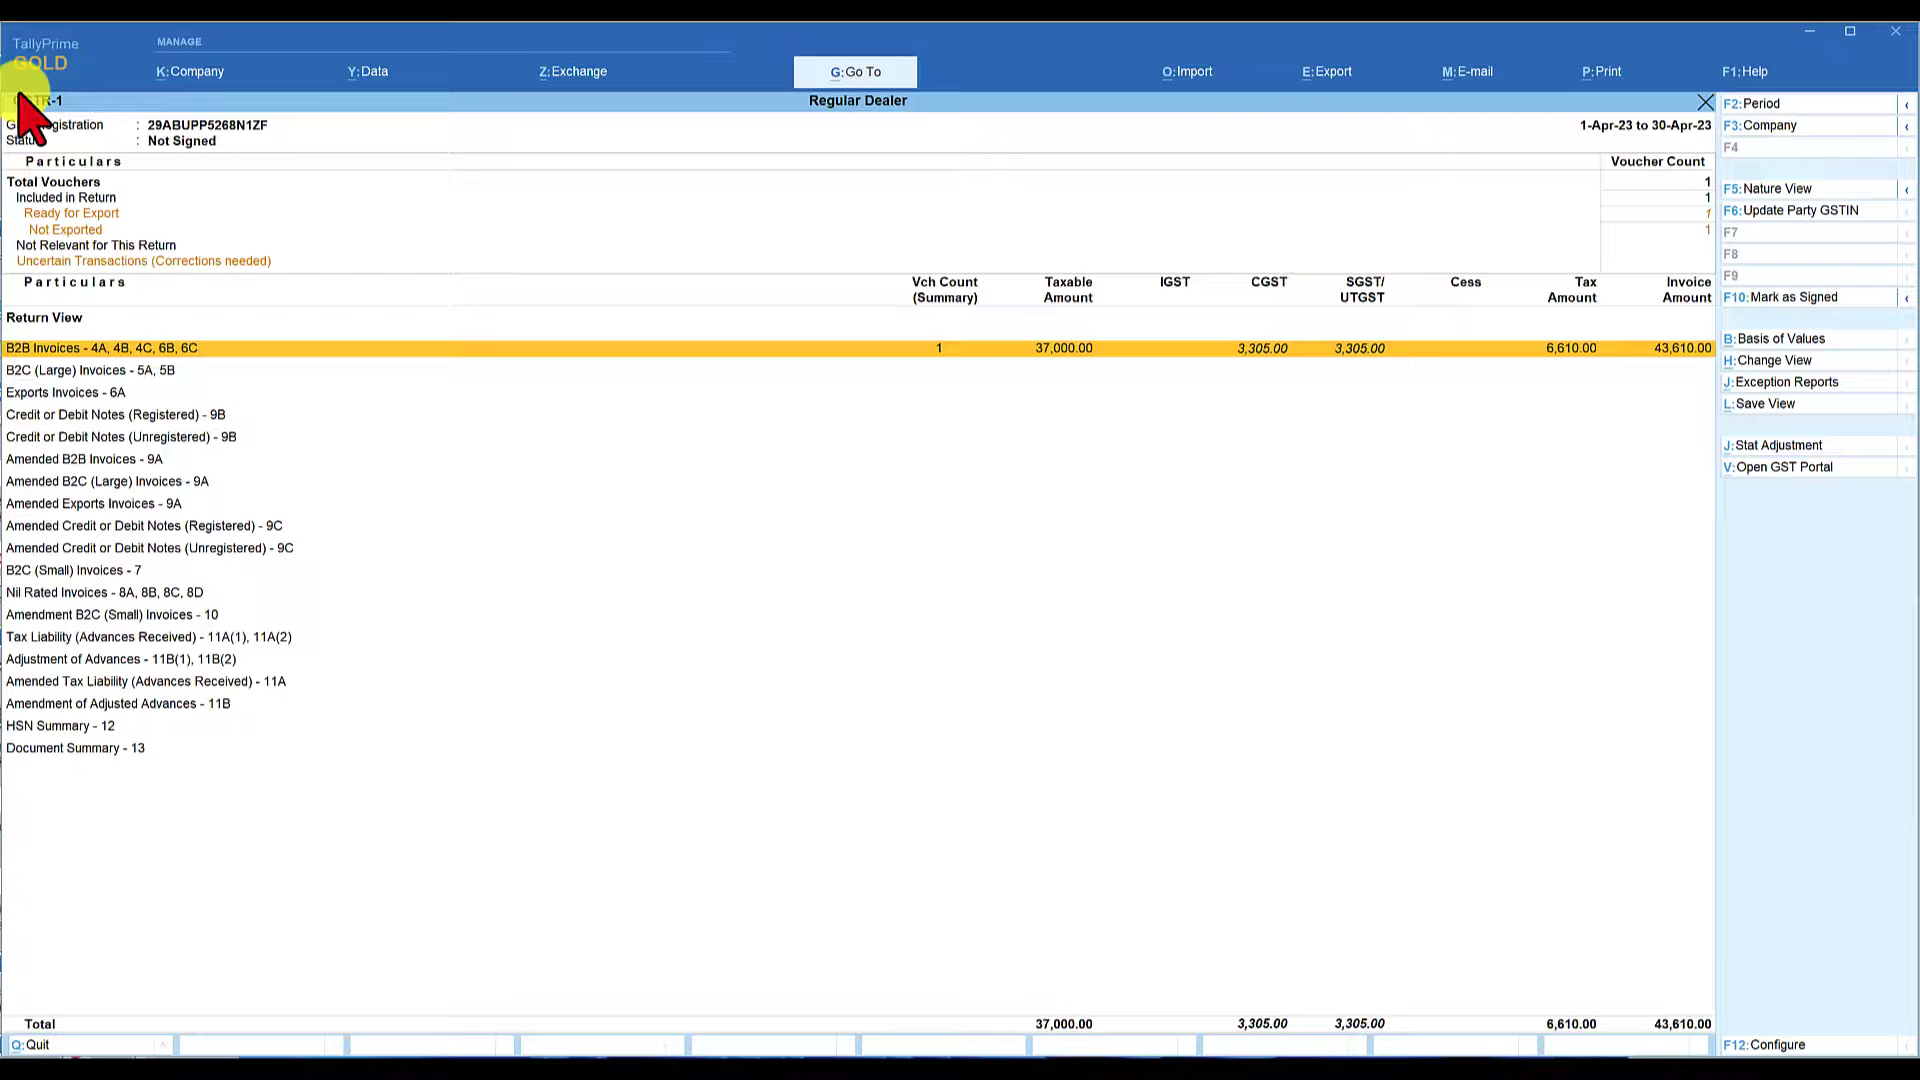 TallyPrime
GOLD
MANAGE
K:Company Y:Data Z:Exchange G:Go To O:Import E:Export M:E-mail P:Print F1:Help
Regular Dealer
29ABUPP5268N1ZF 1-Apr-23 to 30-Apr-23
: Not Signed
Particulars Voucher Count
Total Vouchers 1
Included in Return 1
Ready for Export 1
Not Exported 1
Not Relevant for This Return
Uncertain Transactions (Corrections needed)
Particulars Vch Count (Summary) Taxable Amount IGST CGST SGST/ UTGST Cess Tax Amount Invoice Amount
Return View
B2B Invoices - 4A, 4B, 4C, 6B, 6C 1 37,000.00 3,305.00 3,305.00 6,610.00 43,610.00
B2C (Large) Invoices - 5A, 5B
Exports Invoices - 6A
Credit or Debit Notes (Registered) - 9B
Credit or Debit Notes (Unregistered) - 9B
Amended B2B Invoices - 9A
Amended B2C (Large) Invoices - 9A
Amended Exports Invoices - 9A
Amended Credit or Debit Notes (Registered) - 9C
Amended Credit or Debit Notes (Unregistered) - 9C
B2C (Small) Invoices - 7
Nil Rated Invoices - 8A, 8B, 8C, 8D
Amendment B2C (Small) Invoices - 10
Tax Liability (Advances Received) - 11A(1), 11A(2)
Adjustment of Advances - 11B(1), 11B(2)
Amended Tax Liability (Advances Received) - 11A
Amendment of Adjusted Advances - 11B
HSN Summary - 12
Document Summary - 13
Total 37,000.00 3,305.00 3,305.00 6,610.00 43,610.00
Q:Quit
F2:Period
F3:Company
F4
F5:Nature View
F6:Update Party GSTIN
F7
F8
F9
F10:Mark as Signed
B:Basis of Values
H:Change View
J:Exception Reports
L:Save View
J:Stat Adjustment
V:Open GST Portal
F12:Configure